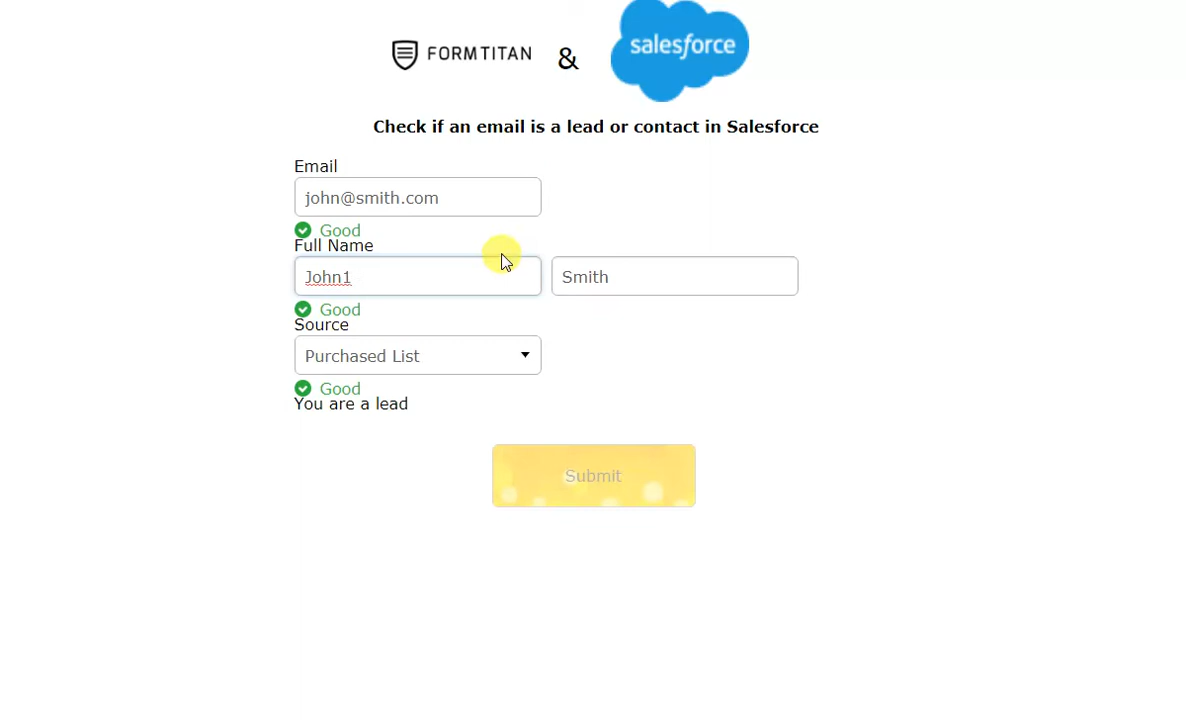 FORMTITAN & salesforce
Check if an email is a lead or contact in Salesforce
Email
john@smith.com
Good
Full Name
John1 Smith
Good
Source
Purchased List
Good
You are a lead
Submit